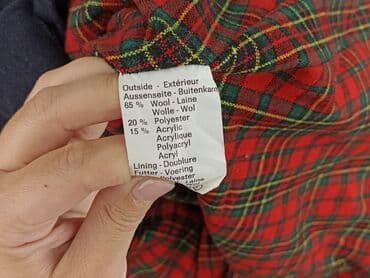 Outside - Extérieur
Aussenseite - Buitenkant
65 % Wool - Laine
Wolle - Wol
20 % Polyester
15 % Acrylic
Acrylique
Polyacryl
Acryl
Lining - Doublure
Futter - Voering
Polyester